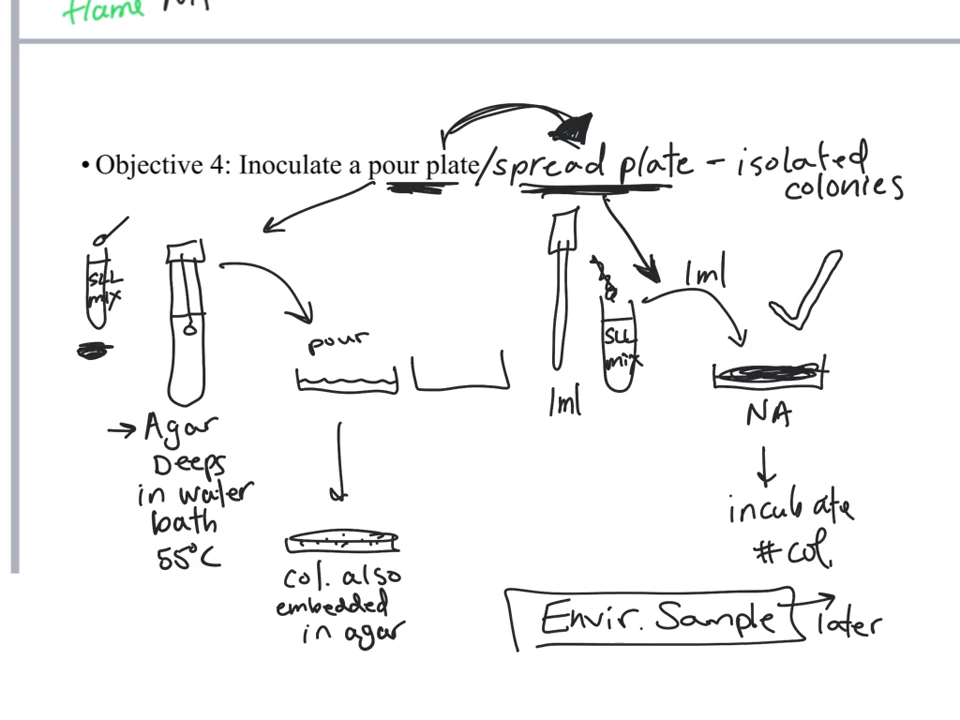 flame NA
• Objective 4: Inoculate a pour plate/spread plate - isolated
colonies
SLL
mix
pour
→ Agar
Deeps
in water
bath
55°C
col. also
embedded
in agar
1ml
SLL
mix
1ml
NA
incubate
# col.
Envir. Sample → later